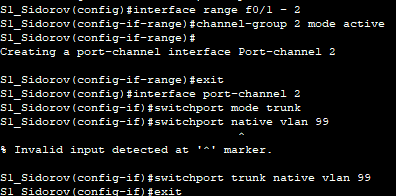 S1_Sidorov(config)#interface range f0/1 - 2
S1_Sidorov(config-if-range)#channel-group 2 mode active
S1_Sidorov(config-if-range)#
Creating a port-channel interface Port-channel 2
S1_Sidorov(config-if-range)#exit
S1_Sidorov(config)#interface port-channel 2
S1_Sidorov(config-if)#switchport mode trunk
S1_Sidorov(config-if)#switchport native vlan 99
^
% Invalid input detected at '^' marker.
S1_Sidorov(config-if)#switchport trunk native vlan 99
S1_Sidorov(config-if)#exit